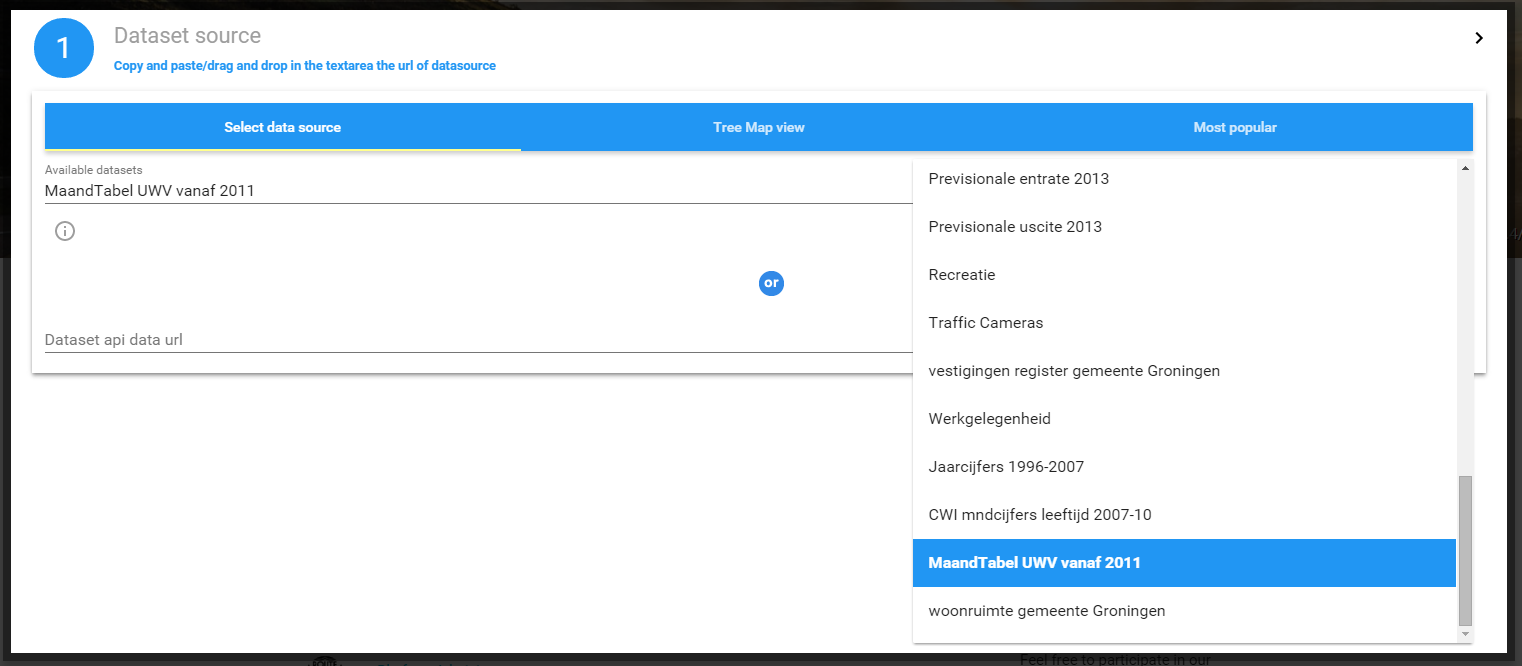 1
Dataset source
Copy and paste/drag and drop in the textarea the url of datasource
Select data source
Tree Map view
Most popular
Available datasets
MaandTabel UWV vanaf 2011
or
Dataset api data url
Previsionale entrate 2013
Previsionale uscite 2013
Recreatie
Traffic Cameras
vestigingen register gemeente Groningen
Werkgelegenheid
Jaarcijfers 1996-2007
CWI mndcijfers leeftijd 2007-10
MaandTabel UWV vanaf 2011
woonruimte gemeente Groningen
Feel free to participate in our